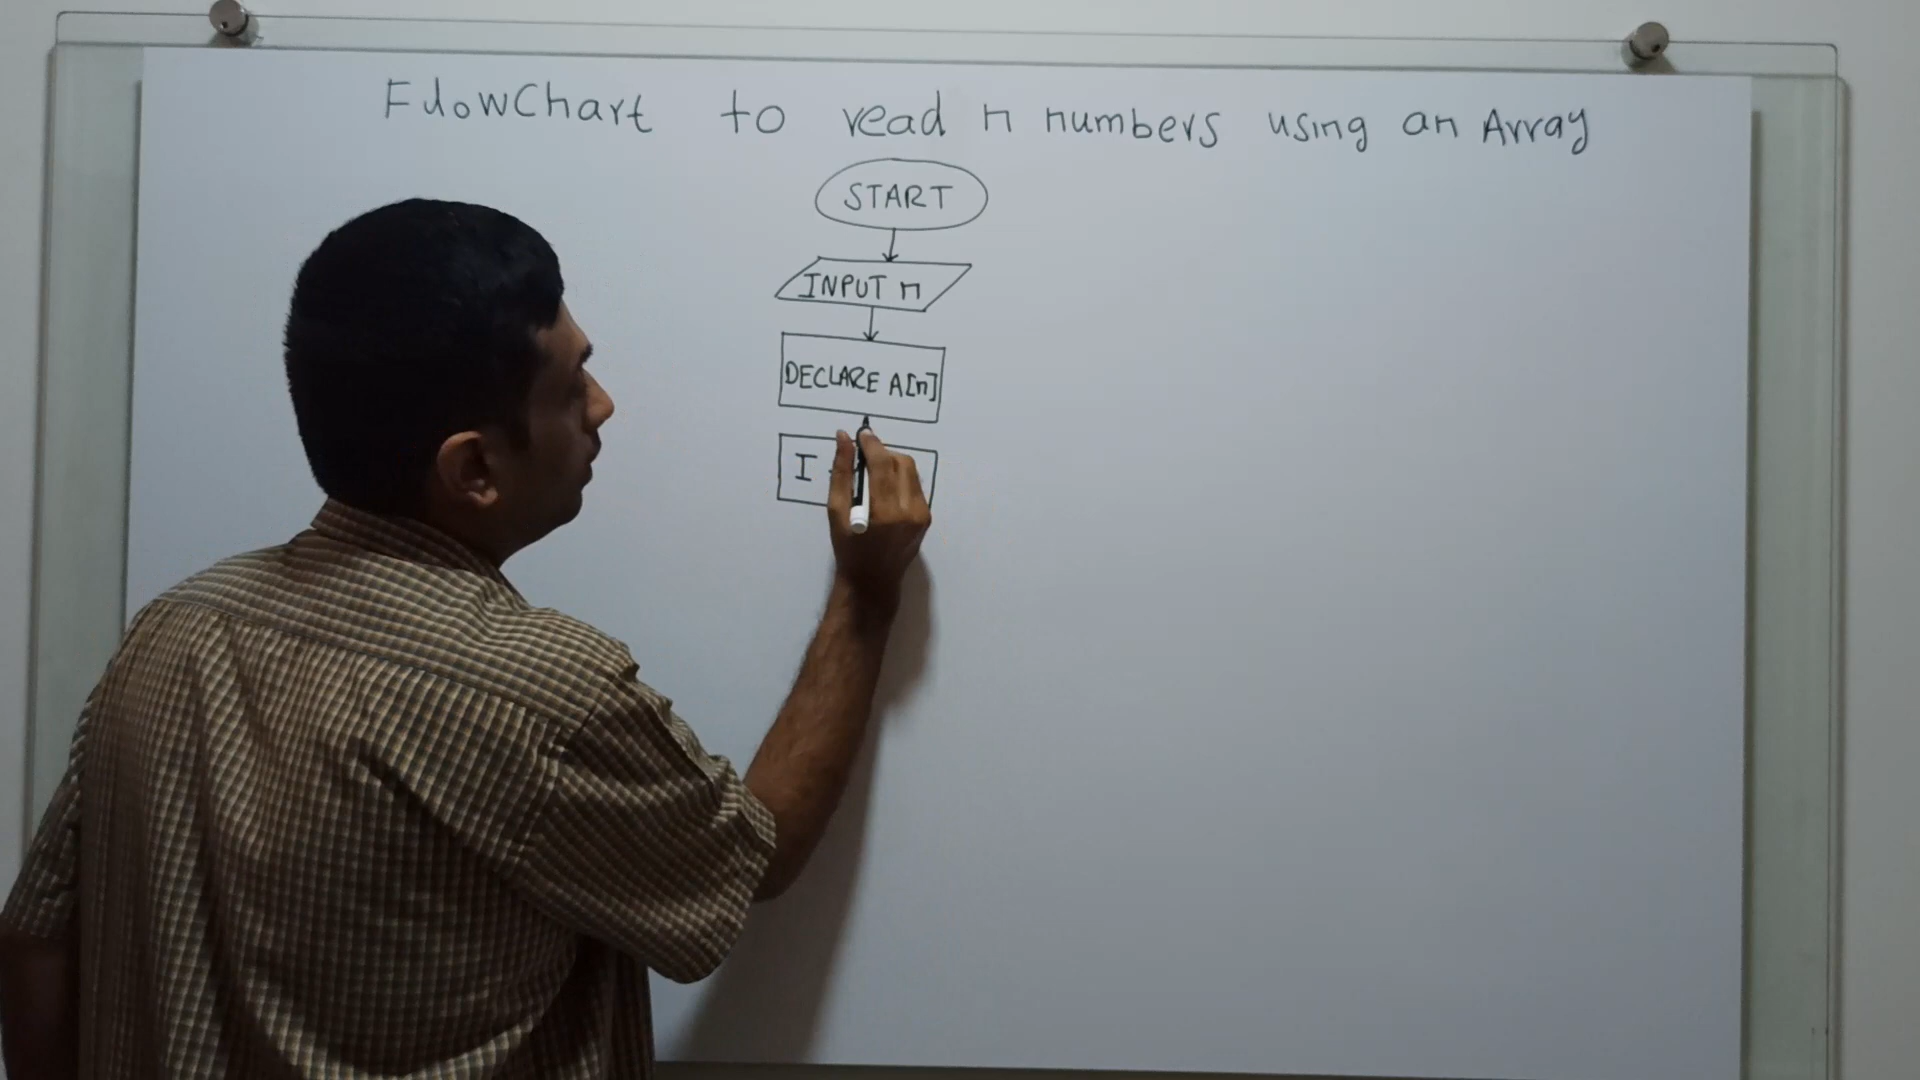 FlowChart to read n numbers using an Array
START
INPUT n
DECLARE A[n]
I